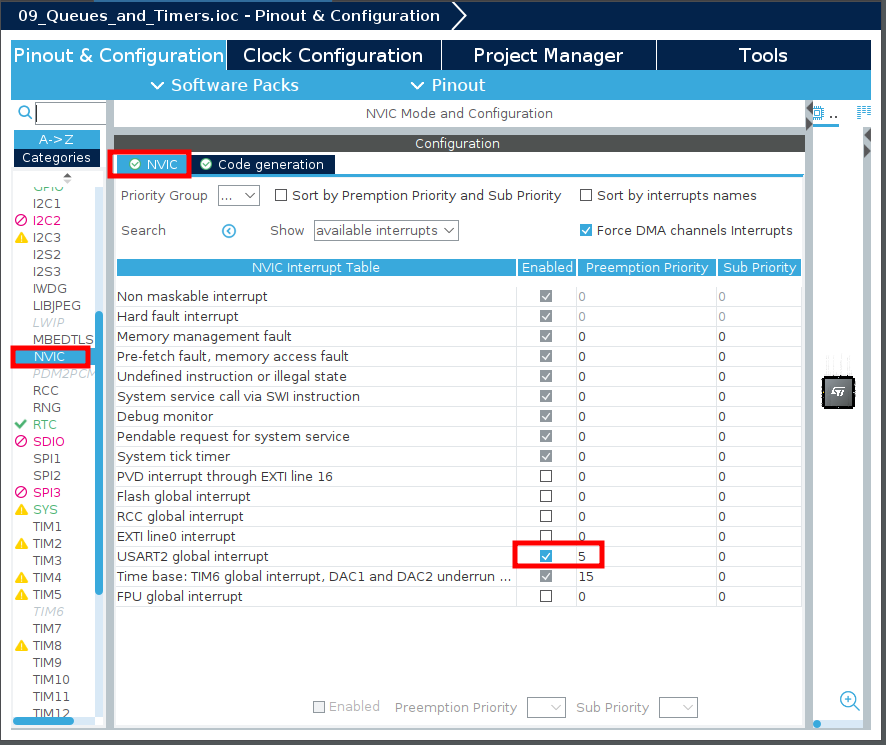 09_Queues_and_Timers.ioc - Pinout & Configuration
Pinout & Configuration
Clock Configuration
Project Manager
Tools
Software Packs
Pinout
NVIC Mode and Configuration
..
A->Z
Categories
GPIO
I2C1
I2C2
I2C3
I2S2
I2S3
IWDG
LIBJPEG
LWIP
MBEDTLS
NVIC
PDM2PCM
RCC
RNG
RTC
SDIO
SPI1
SPI2
SPI3
SYS
TIM1
TIM2
TIM3
TIM4
TIM5
TIM6
TIM7
TIM8
TIM9
TIM10
TIM11
TIM12
Configuration
NVIC
Code generation
Priority Group ... Sort by Premption Priority and Sub Priority Sort by interrupts names
Search Show available interrupts Force DMA channels Interrupts
NVIC Interrupt Table Enabled Preemption Priority Sub Priority
Non maskable interrupt 0 0
Hard fault interrupt 0 0
Memory management fault 0 0
Pre-fetch fault, memory access fault 0 0
Undefined instruction or illegal state 0 0
System service call via SWI instruction 0 0
Debug monitor 0 0
Pendable request for system service 0 0
System tick timer 0 0
PVD interrupt through EXTI line 16 0 0
Flash global interrupt 0 0
RCC global interrupt 0 0
EXTI line0 interrupt 0 0
USART2 global interrupt 5 0
Time base: TIM6 global interrupt, DAC1 and DAC2 underrun ... 15 0
FPU global interrupt 0 0
Enabled Preemption Priority Sub Priority
ST